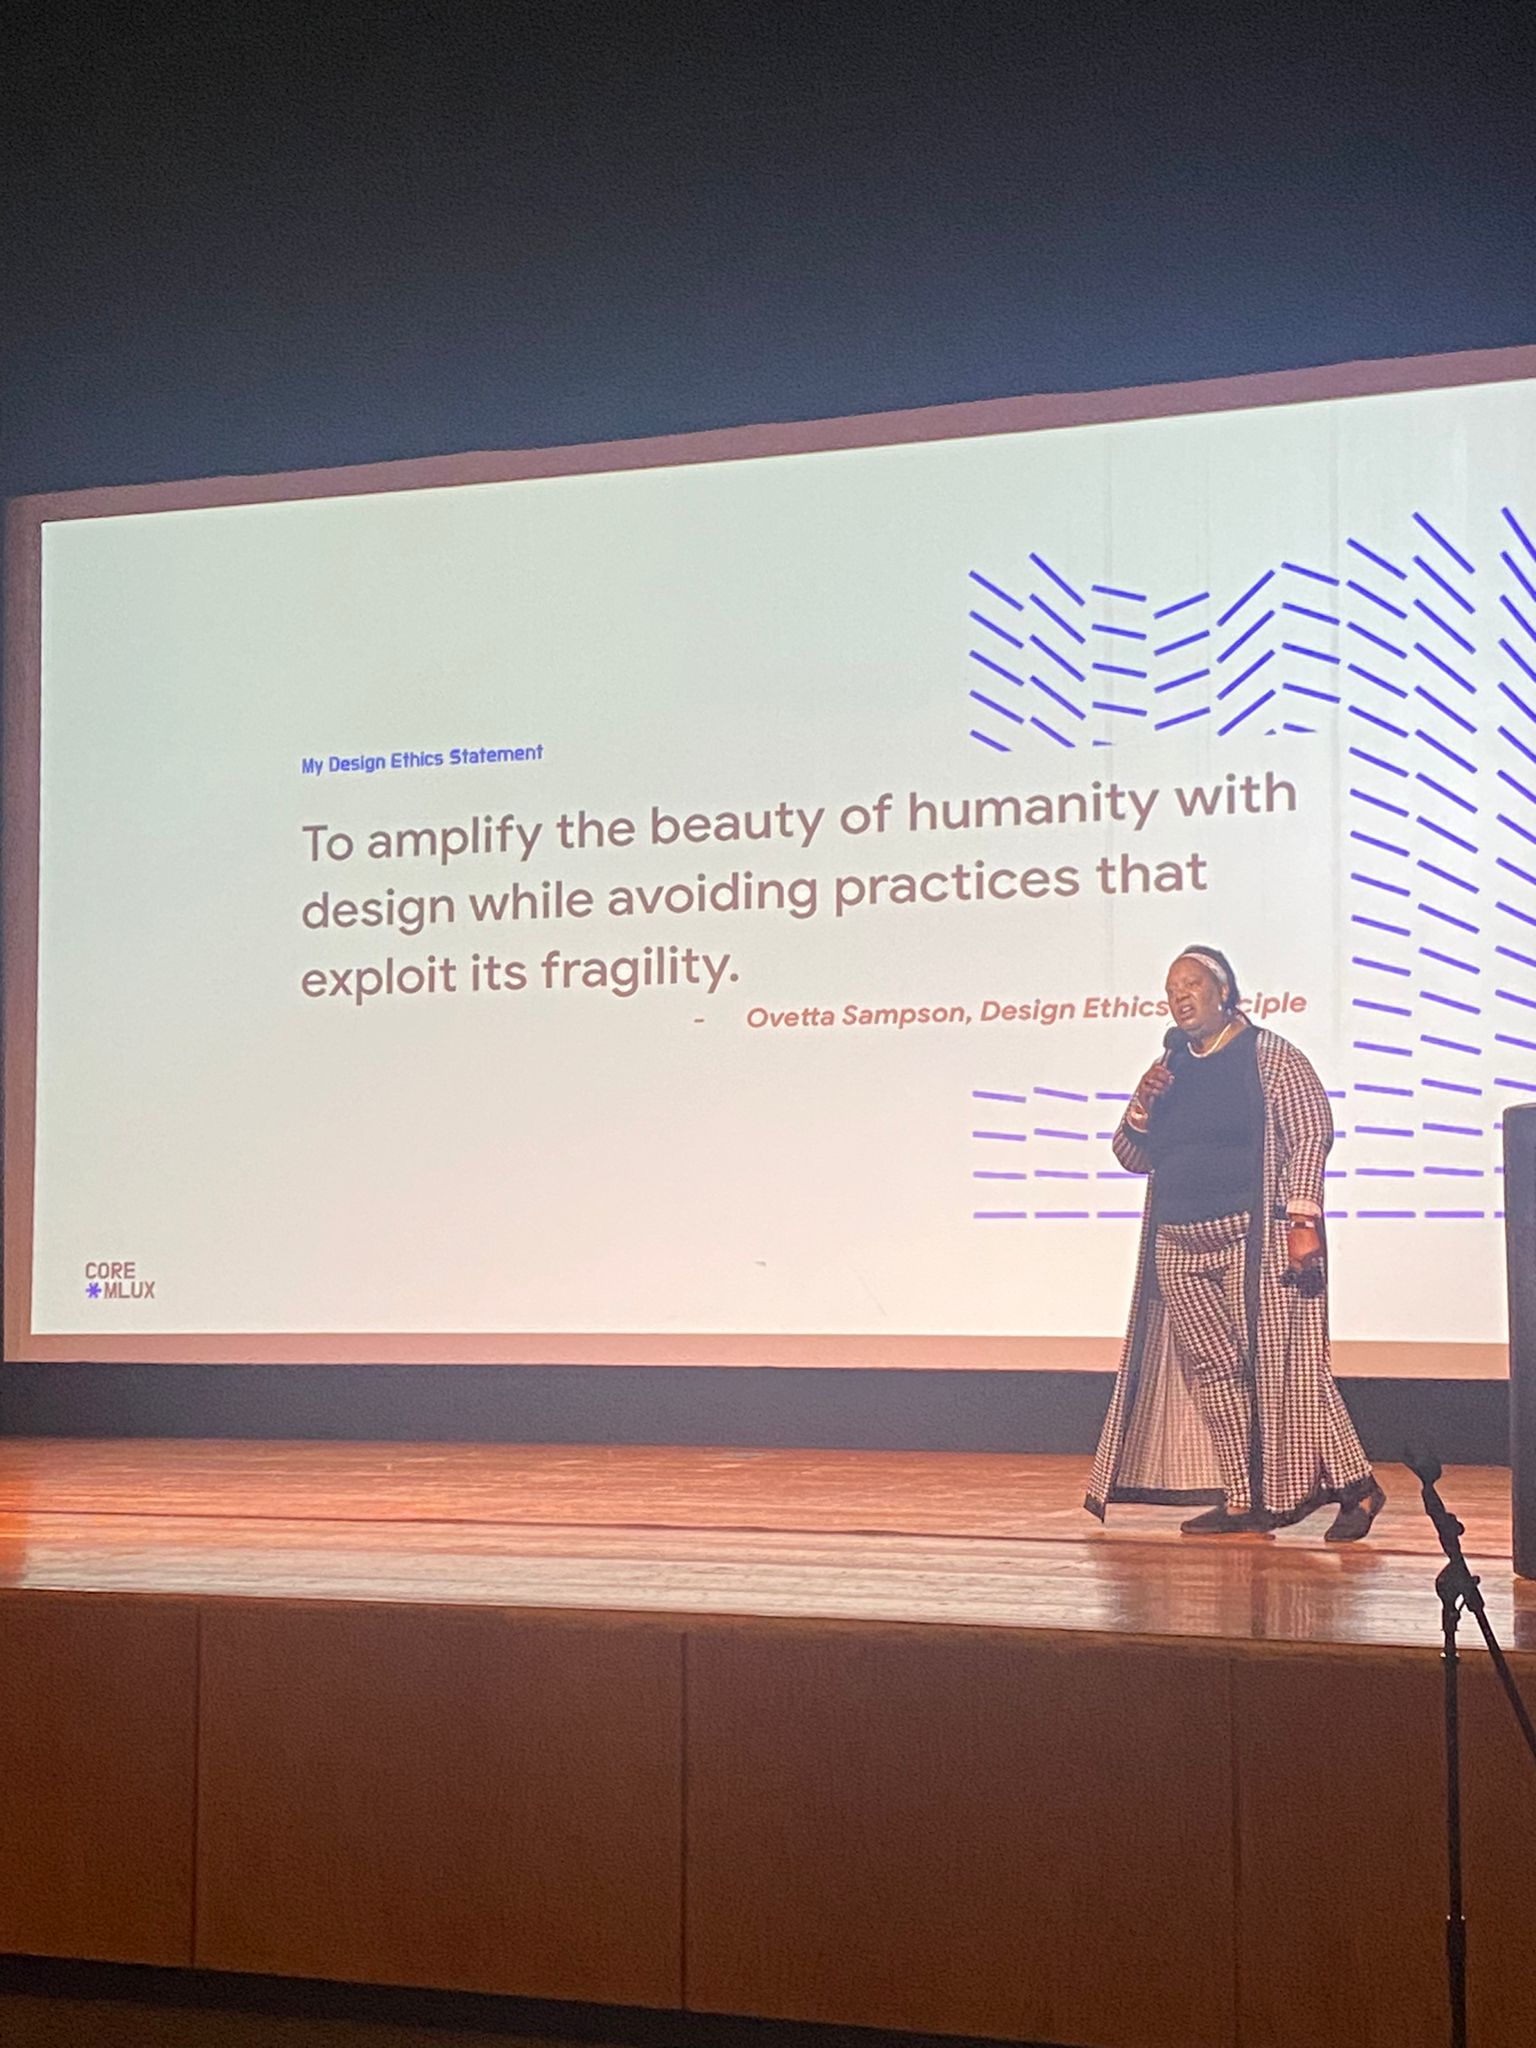 My Design Ethics Statement
To amplify the beauty of humanity with
design while avoiding practices that
exploit its fragility.
- Ovetta Sampson, Design Ethics ciple
CORE
*MLUX